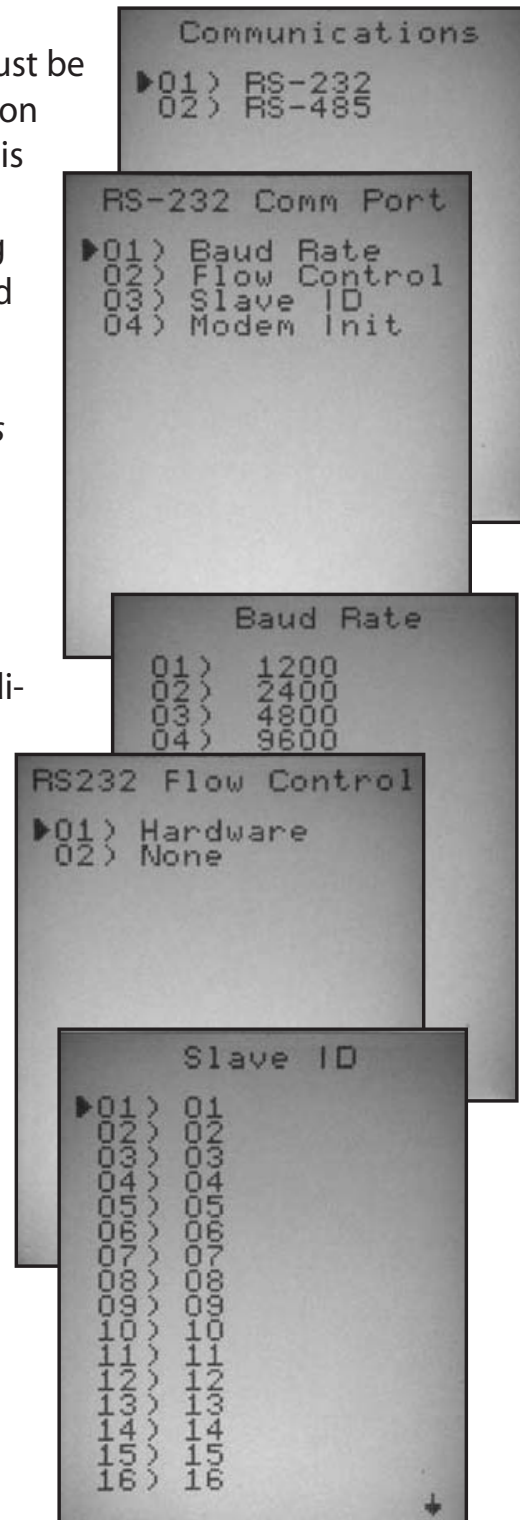 ust be
on
is
g
d
s
li-
Communications
▶01) RS-232
02) RS-485
RS-232 Comm Port
▶01) Baud Rate
02) Flow Control
03) Slave ID
04) Modem Init
Baud Rate
01) 1200
02) 2400
03) 4800
04) 9600
RS232 Flow Control
▶01) Hardware
02) None
Slave ID
▶01) 01
02) 02
03) 03
04) 04
05) 05
06) 06
07) 07
08) 08
09) 09
10) 10
11) 11
12) 12
13) 13
14) 14
15) 15
16) 16